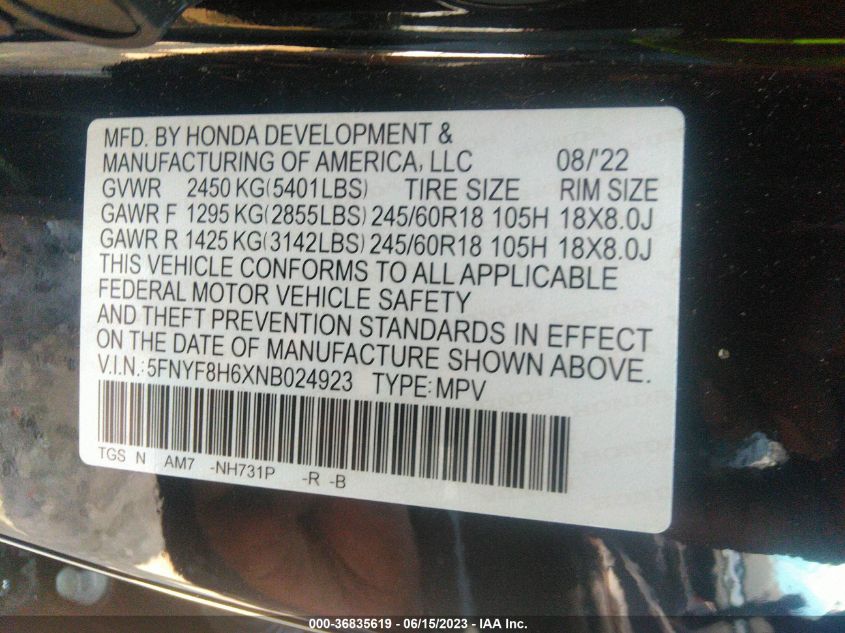 MFD. BY HONDA DEVELOPMENT &
MANUFACTURING OF AMERICA, LLC 08/'22
GVWR 2450 KG(5401LBS) TIRE SIZE RIM SIZE
GAWR F 1295 KG(2855LBS) 245/60R18 105H 18X8.0J
GAWR R 1425 KG(3142LBS) 245/60R18 105H 18X8.0J
THIS VEHICLE CONFORMS TO ALL APPLICABLE
FEDERAL MOTOR VEHICLE SAFETY
AND THEFT PREVENTION STANDARDS IN EFFECT
ON THE DATE OF MANUFACTURE SHOWN ABOVE.
V.I.N.: 5FNYF8H6XNB024923 TYPE: MPV
TGS N AM7 -NH731P -R -B
000-36835619 - 06/15/2023 - IAA Inc.